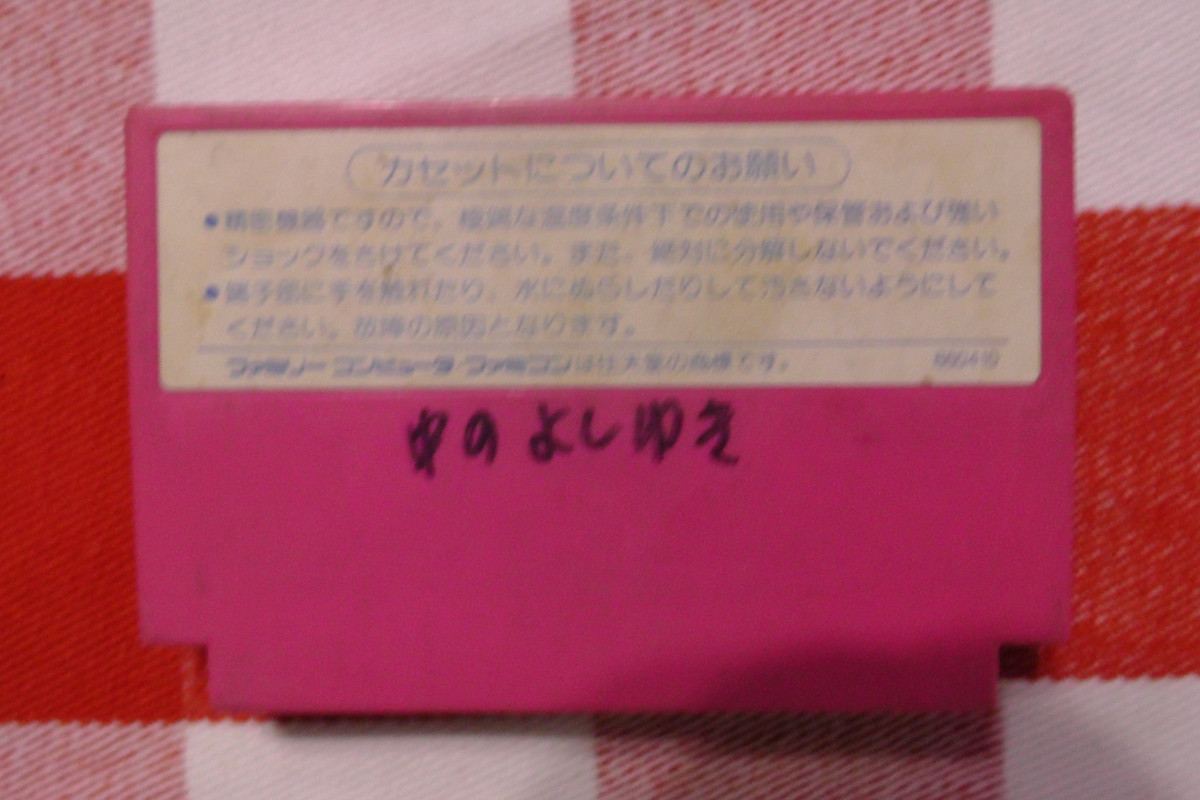 カセットについてのお願い
●精密機器ですので、極端な温度条件下での使用や保管および強い
ショックをさけてください。また、絶対に分解しないでください。
●端子部に手を触れたり、水にぬらしたりして汚さないようにして
ください。故障の原因となります。
ファミリーコンピュータ・ファミコンは任天堂の商標です。
660410
中のよしゆき